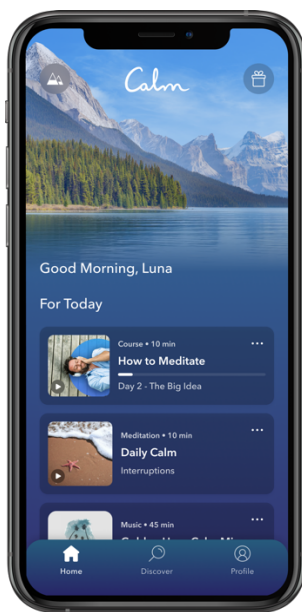 Calm
Good Morning, Luna
For Today
Course • 10 min
How to Meditate
Day 2 - The Big Idea
Meditation • 10 min
Daily Calm
Interruptions
Music • 45 min
Home
Discover
Profile